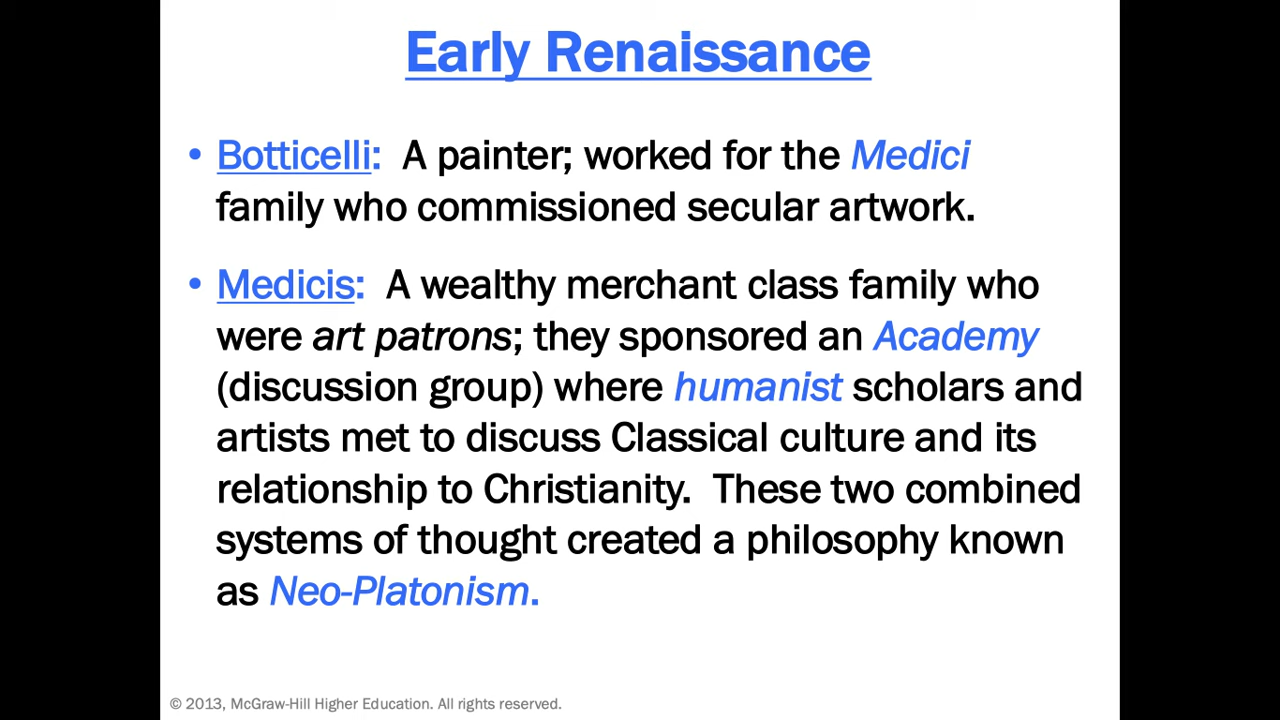 Early Renaissance
• Botticelli:  A painter; worked for the Medici
family who commissioned secular artwork.
• Medicis:  A wealthy merchant class family who
were art patrons; they sponsored an Academy
(discussion group) where humanist scholars and
artists met to discuss Classical culture and its
relationship to Christianity.  These two combined
systems of thought created a philosophy known
as Neo-Platonism.
© 2013, McGraw-Hill Higher Education. All rights reserved.